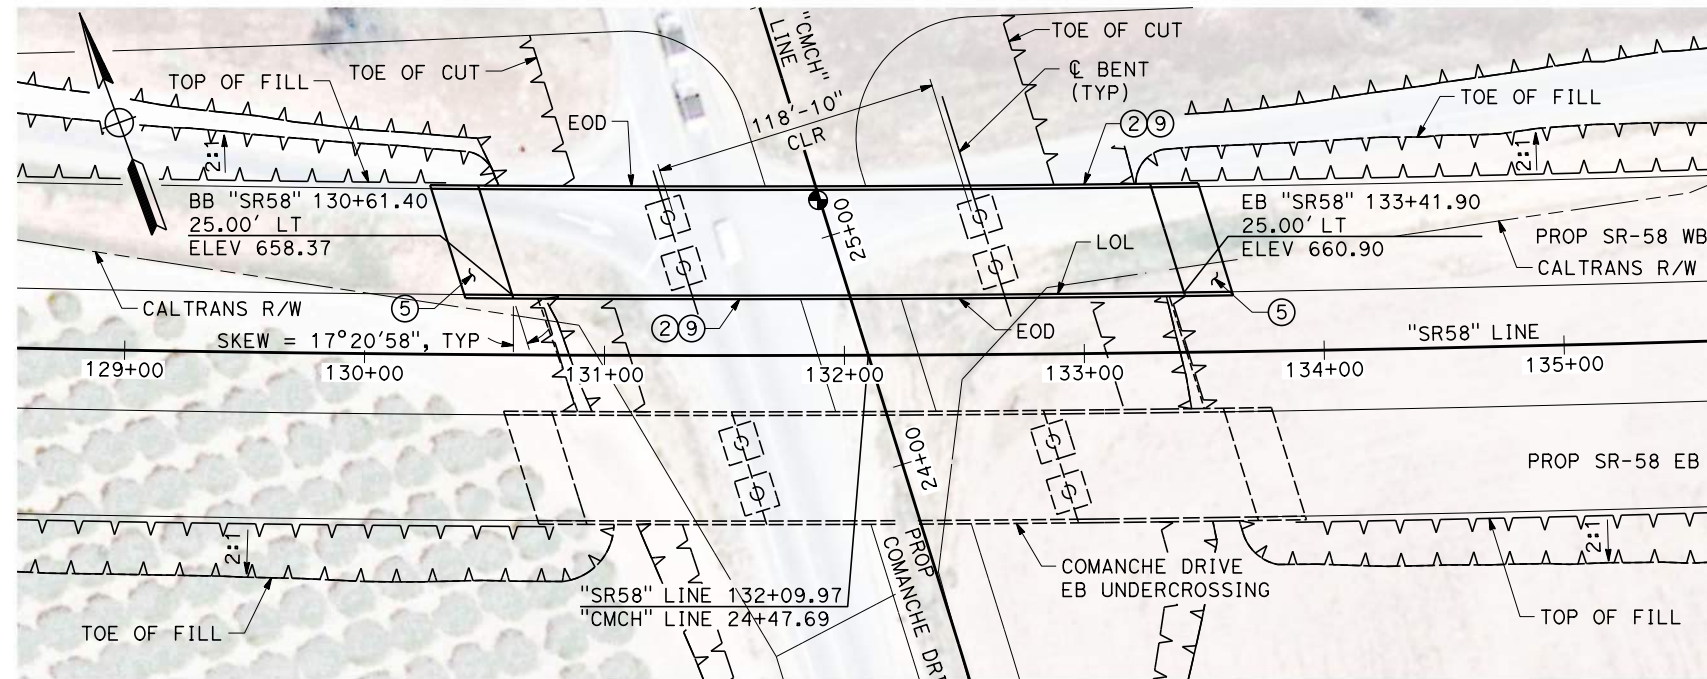 TOE OF CUT
"CMCH"
LINE
TOE OF CUT
TOP OF FILL
℄ BENT
(TYP)
118'-10"
CLR
TOE OF FILL
EOD
2 9
2:1
2:1
BB "SR58" 130+61.40
25.00' LT
ELEV 658.37
EB "SR58" 133+41.90
25.00' LT
ELEV 660.90
25+00
LOL
PROP SR-58 WB
CALTRANS R/W
CALTRANS R/W
5
5
2 9
EOD
SKEW = 17°20'58", TYP
"SR58" LINE
129+00
130+00
131+00
132+00
133+00
134+00
135+00
24+00
PROP SR-58 EB
2:1
2:1
PROP
COMANCHE DRI
COMANCHE DRIVE
EB UNDERCROSSING
"SR58" LINE 132+09.97
"CMCH" LINE 24+47.69
TOE OF FILL
TOP OF FILL